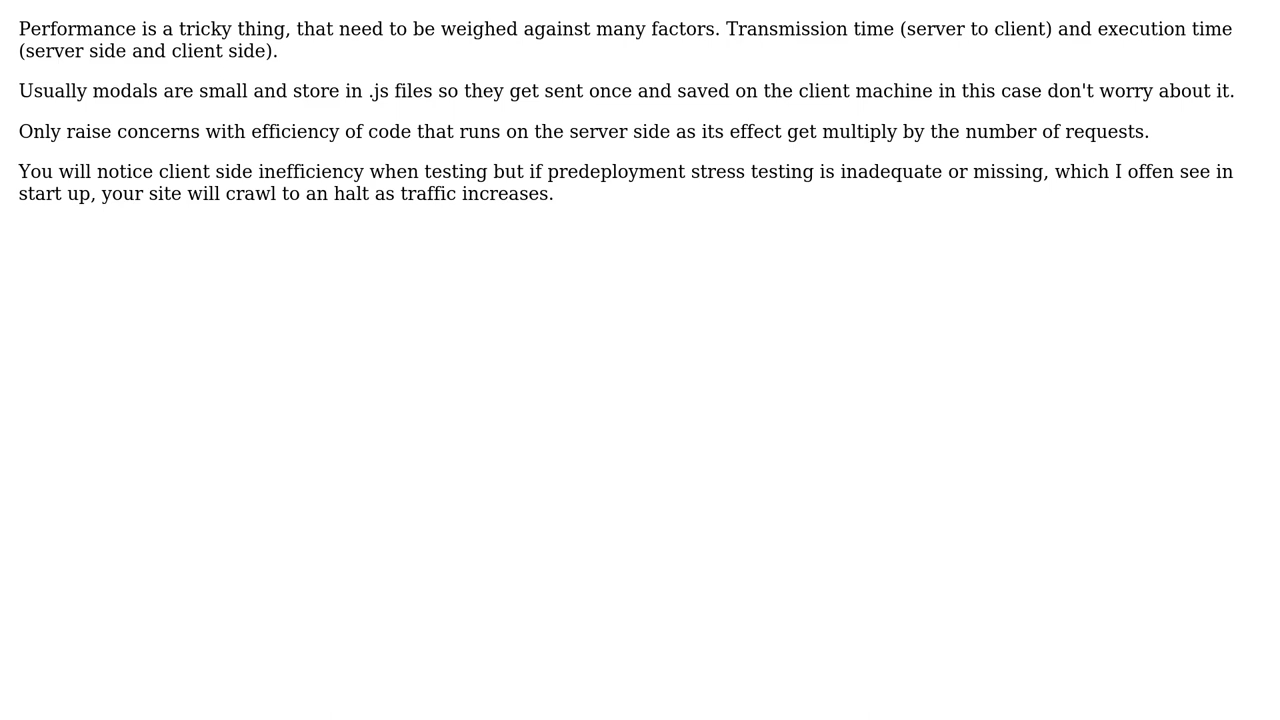 Performance is a tricky thing, that need to be weighed against many factors. Transmission time (server to client) and execution time
(server side and client side).
Usually modals are small and store in .js files so they get sent once and saved on the client machine in this case don't worry about it.
Only raise concerns with efficiency of code that runs on the server side as its effect get multiply by the number of requests.
You will notice client side inefficiency when testing but if predeployment stress testing is inadequate or missing, which I offen see in
start up, your site will crawl to an halt as traffic increases.